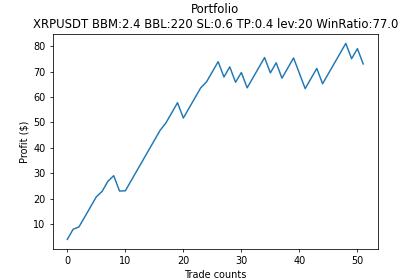 Portfolio
XRPUSDT BBM:2.4 BBL:220 SL:0.6 TP:0.4 lev:20 WinRatio:77.0
80
70
60
50
40
30
20
10
Profit ($)
0 10 20 30 40 50
Trade counts